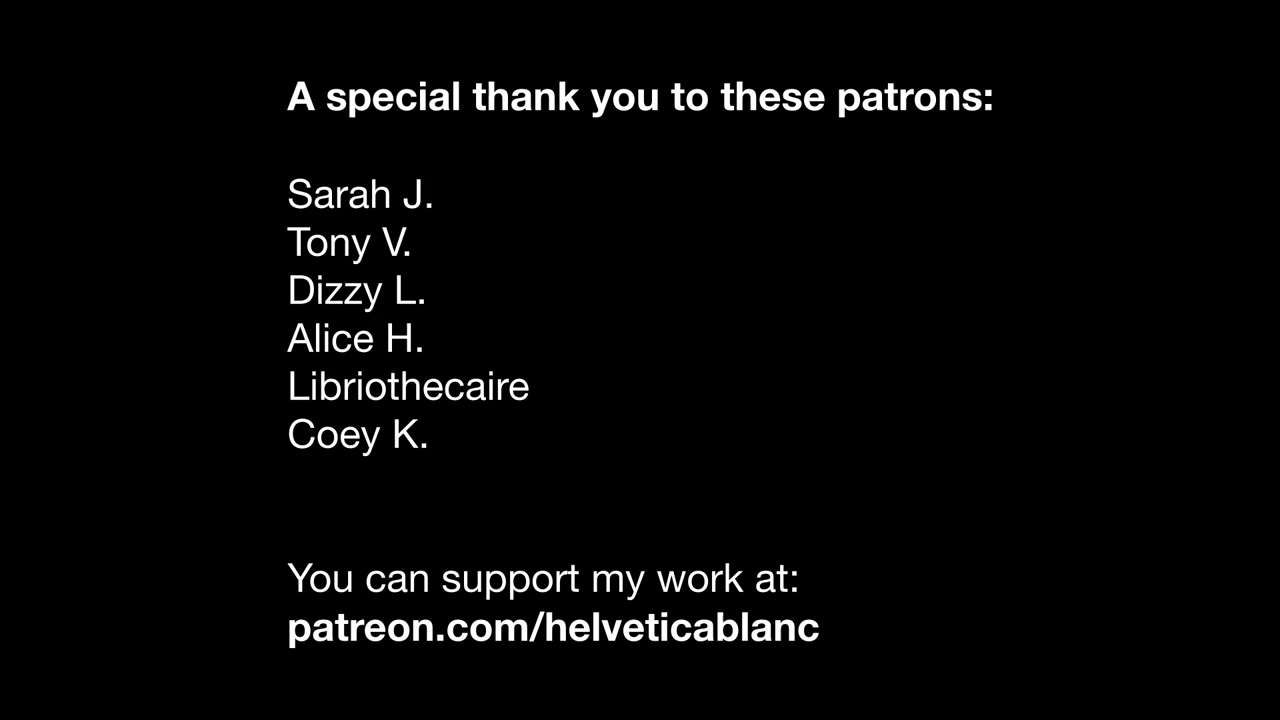 A special thank you to these patrons:
Sarah J.
Tony V.
Dizzy L.
Alice H.
Libriothecaire
Coey K.
You can support my work at:
patreon.com/helveticablanc